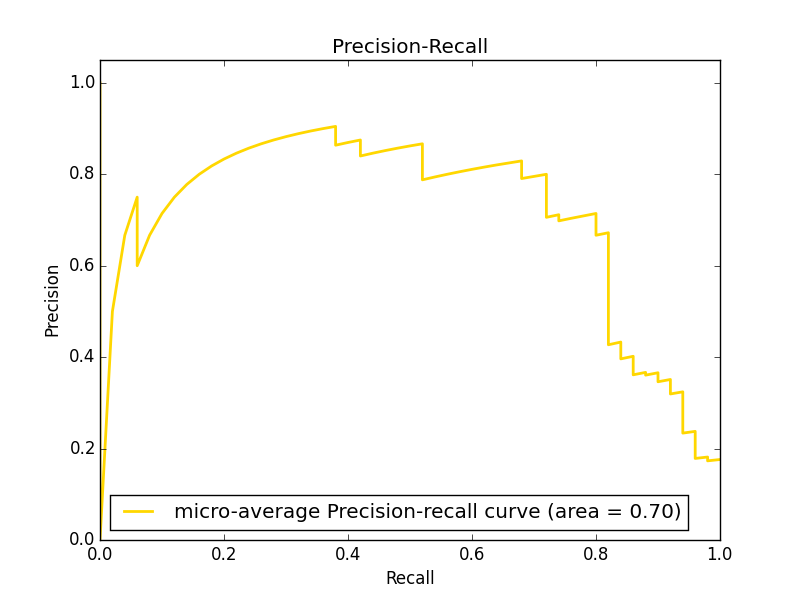 Precision-Recall
1.0
0.8
0.6
0.4
0.2
0.0
Precision
micro-average Precision-recall curve (area = 0.70)
0.0 0.2 0.4 0.6 0.8 1.0
Recall